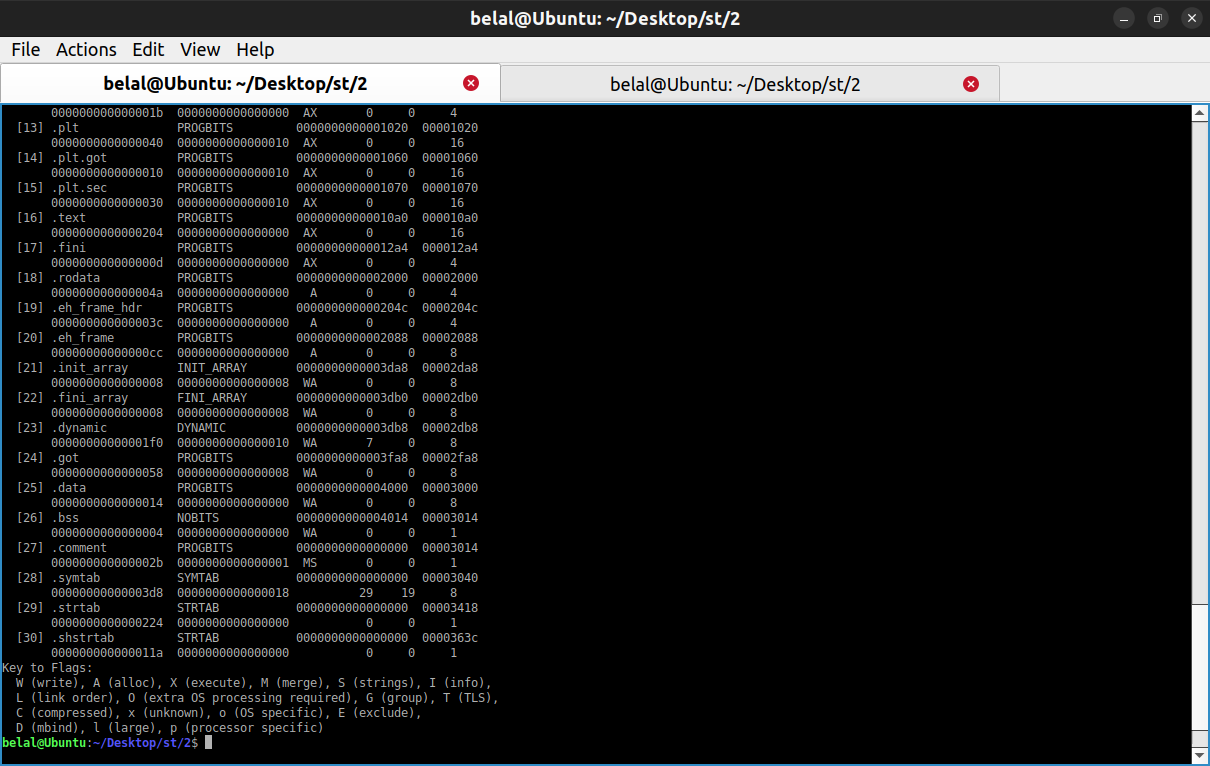 belal@Ubuntu: ~/Desktop/st/2
File Actions Edit View Help
belal@Ubuntu: ~/Desktop/st/2 belal@Ubuntu: ~/Desktop/st/2
000000000000001b 0000000000000000 AX 0 0 4
[13] .plt PROGBITS 0000000000001020 00001020
0000000000000040 0000000000000010 AX 0 0 16
[14] .plt.got PROGBITS 0000000000001060 00001060
0000000000000010 0000000000000010 AX 0 0 16
[15] .plt.sec PROGBITS 0000000000001070 00001070
0000000000000030 0000000000000010 AX 0 0 16
[16] .text PROGBITS 00000000000010a0 000010a0
0000000000000204 0000000000000000 AX 0 0 16
[17] .fini PROGBITS 00000000000012a4 000012a4
000000000000000d 0000000000000000 AX 0 0 4
[18] .rodata PROGBITS 0000000000002000 00002000
000000000000004a 0000000000000000 A 0 0 4
[19] .eh_frame_hdr PROGBITS 000000000000204c 0000204c
000000000000003c 0000000000000000 A 0 0 4
[20] .eh_frame PROGBITS 0000000000002088 00002088
00000000000000cc 0000000000000000 A 0 0 8
[21] .init_array INIT_ARRAY 0000000000003da8 00002da8
0000000000000008 0000000000000008 WA 0 0 8
[22] .fini_array FINI_ARRAY 0000000000003db0 00002db0
0000000000000008 0000000000000008 WA 0 0 8
[23] .dynamic DYNAMIC 0000000000003db8 00002db8
00000000000001f0 0000000000000010 WA 7 0 8
[24] .got PROGBITS 0000000000003fa8 00002fa8
0000000000000058 0000000000000008 WA 0 0 8
[25] .data PROGBITS 0000000000004000 00003000
0000000000000014 0000000000000000 WA 0 0 8
[26] .bss NOBITS 0000000000004014 00003014
0000000000000004 0000000000000000 WA 0 0 1
[27] .comment PROGBITS 0000000000000000 00003014
000000000000002b 0000000000000001 MS 0 0 1
[28] .symtab SYMTAB 0000000000000000 00003040
00000000000003d8 0000000000000018 29 19 8
[29] .strtab STRTAB 0000000000000000 00003418
0000000000000224 0000000000000000 0 0 1
[30] .shstrtab STRTAB 0000000000000000 0000363c
000000000000011a 0000000000000000 0 0 1
Key to Flags:
W (write), A (alloc), X (execute), M (merge), S (strings), I (info),
L (link order), O (extra OS processing required), G (group), T (TLS),
C (compressed), x (unknown), o (OS specific), E (exclude),
D (mbind), l (large), p (processor specific)
belal@Ubuntu:~/Desktop/st/2$